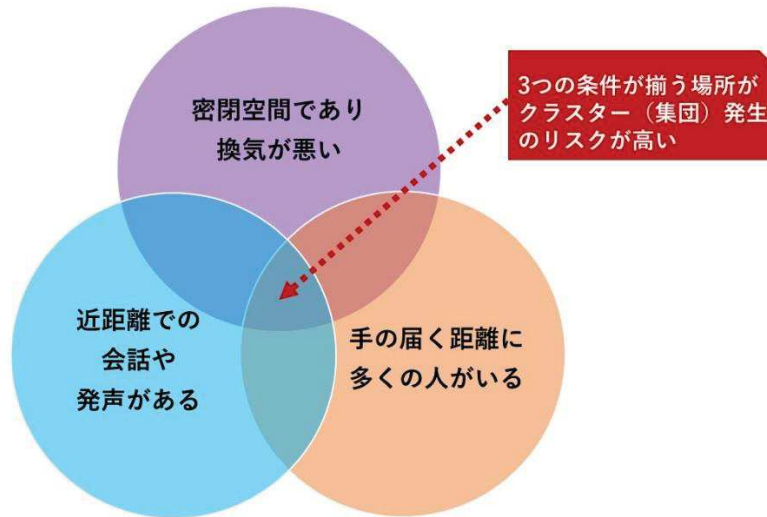 密閉空間であり
換気が悪い
3つの条件が揃う場所が
クラスター（集団）発生
のリスクが高い
近距離での
会話や
発声がある
手の届く距離に
多くの人がいる